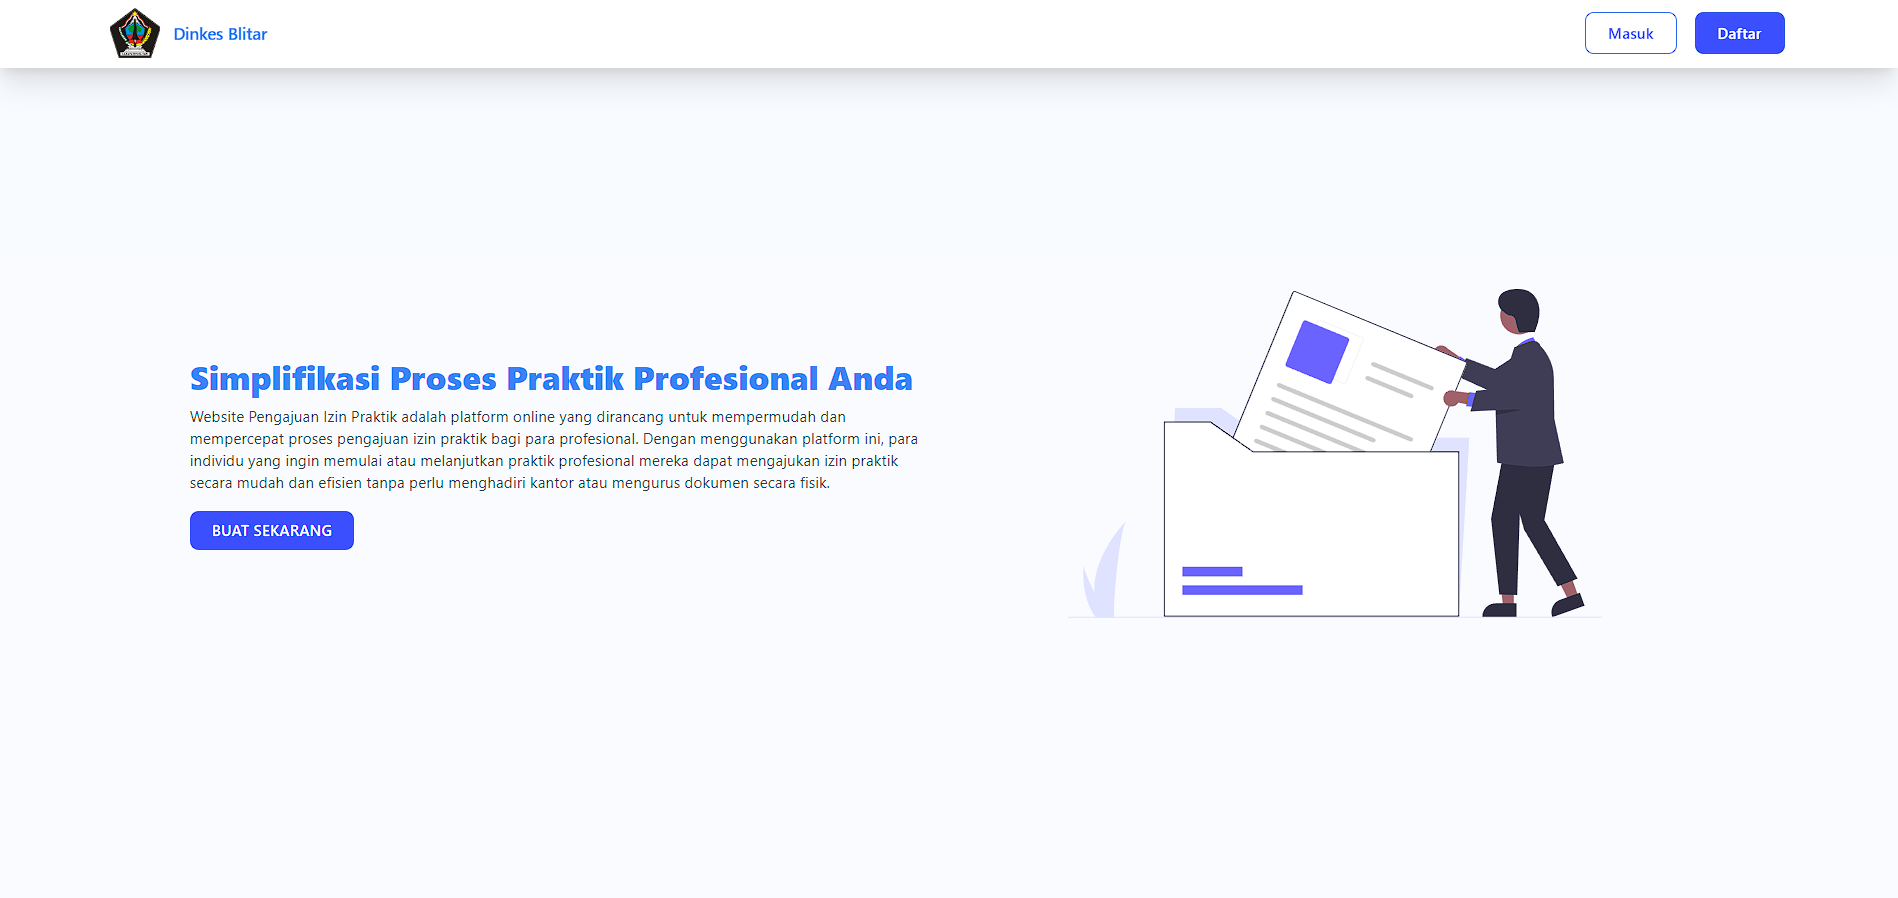 Dinkes Blitar
Masuk
Daftar
Simplifikasi Proses Praktik Profesional Anda
Website Pengajuan Izin Praktik adalah platform online yang dirancang untuk mempermudah dan
mempercepat proses pengajuan izin praktik bagi para profesional. Dengan menggunakan platform ini, para
individu yang ingin memulai atau melanjutkan praktik profesional mereka dapat mengajukan izin praktik
secara mudah dan efisien tanpa perlu menghadiri kantor atau mengurus dokumen secara fisik.
BUAT SEKARANG